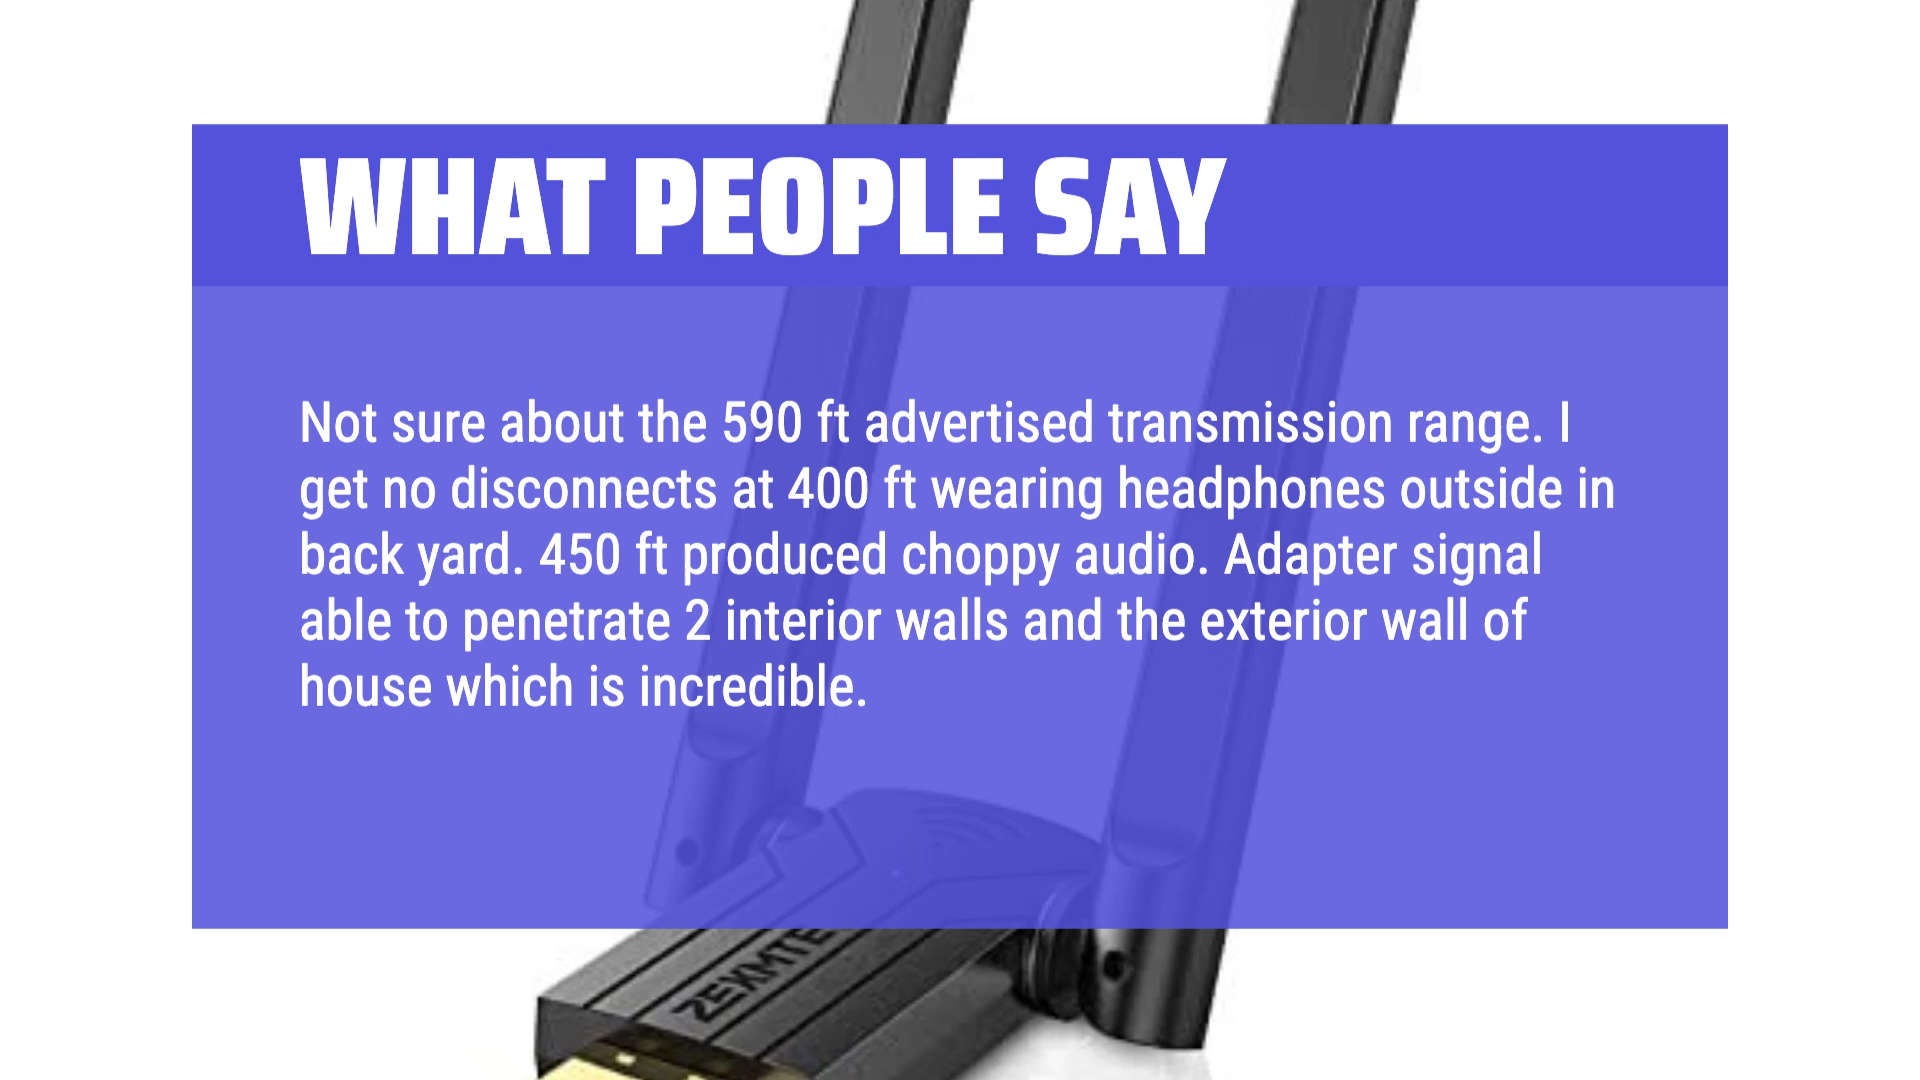 WHAT PEOPLE SAY
Not sure about the 590 ft advertised transmission range. I
get no disconnects at 400 ft wearing headphones outside in
back yard. 450 ft produced choppy audio. Adapter signal
able to penetrate 2 interior walls and the exterior wall of
house which is incredible.
ZEXMTE